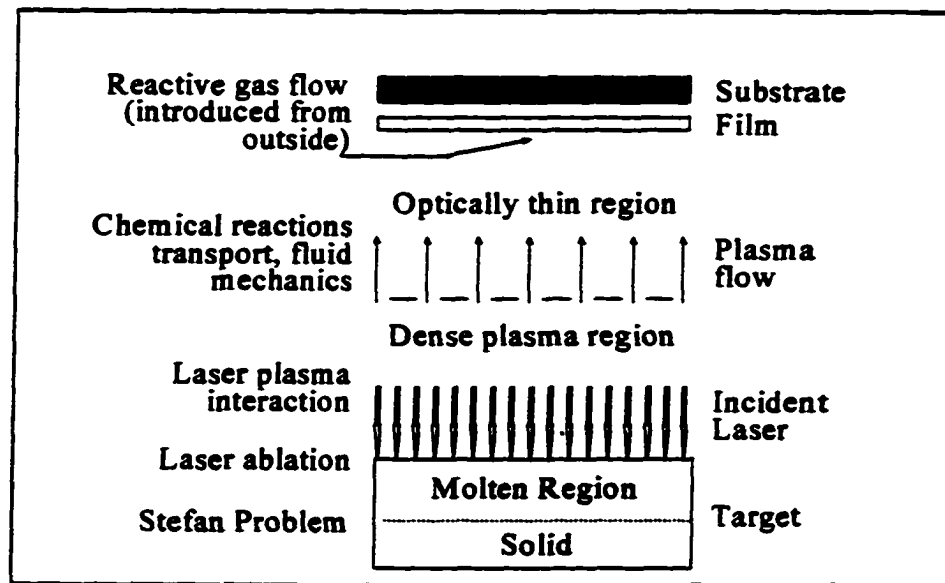 Reactive gas flow
(introduced from
outside)
Substrate
Film
Optically thin region
Chemical reactions
transport, fluid
mechanics
Plasma
flow
Dense plasma region
Laser plasma
interaction
Incident
Laser
Laser ablation
Molten Region
Stefan Problem
Target
Solid